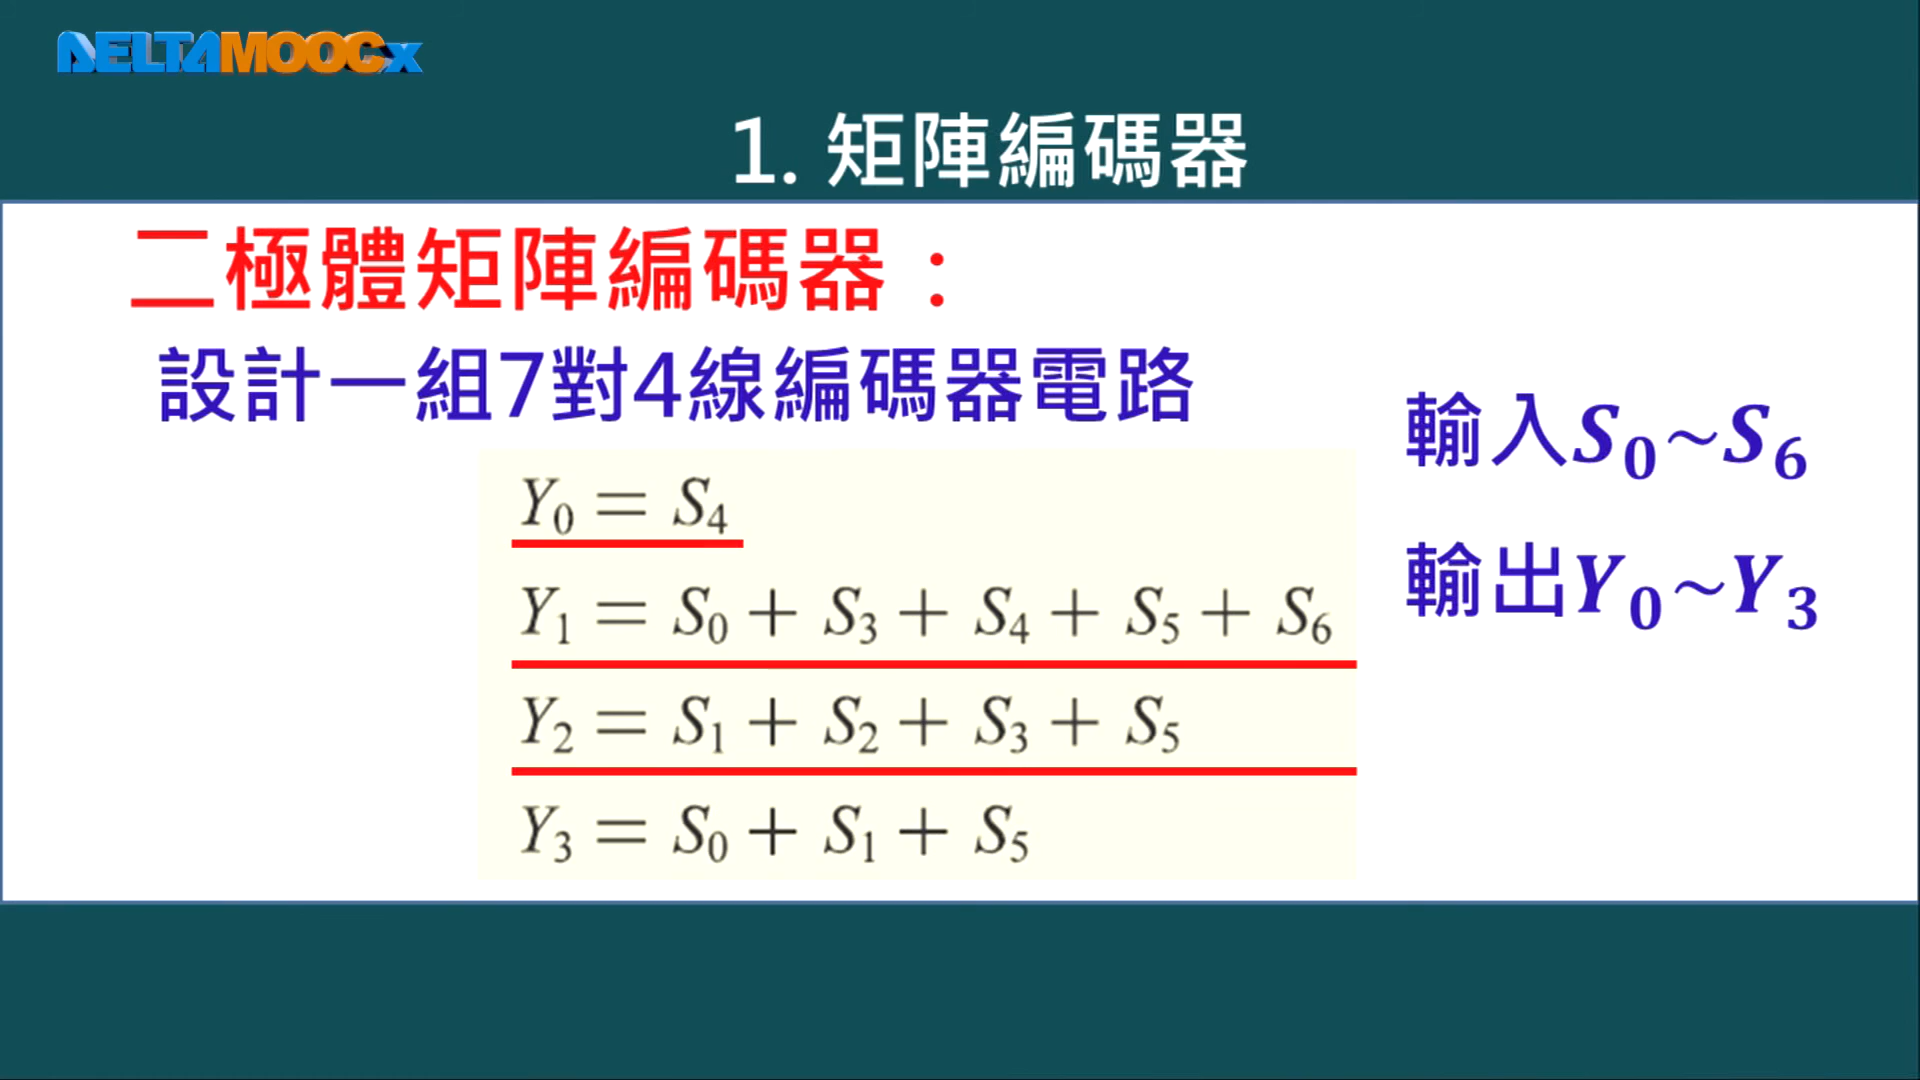 DELTAMOOCx
1. 矩陣編碼器
二極體矩陣編碼器：
設計一組7對4線編碼器電路
輸入S₀~S₆
輸出Y₀~Y₃
Y₀ = S₄
Y₁ = S₀ + S₃ + S₄ + S₅ + S₆
Y₂ = S₁ + S₂ + S₃ + S₅
Y₃ = S₀ + S₁ + S₅